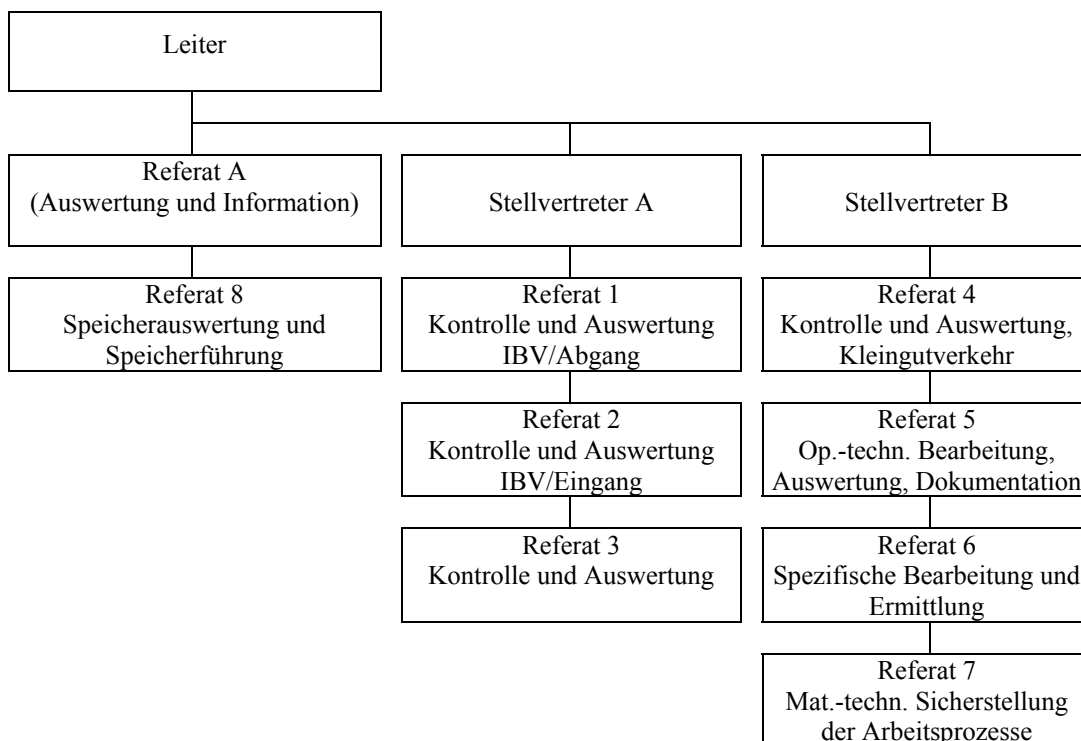 Leiter
Referat A
(Auswertung und Information)
Stellvertreter A
Stellvertreter B
Referat 8
Speicherauswertung und
Speicherführung
Referat 1
Kontrolle und Auswertung
IBV/Abgang
Referat 4
Kontrolle und Auswertung,
Kleingutverkehr
Referat 2
Kontrolle und Auswertung
IBV/Eingang
Referat 5
Op.-techn. Bearbeitung,
Auswertung, Dokumentation
Referat 3
Kontrolle und Auswertung
Referat 6
Spezifische Bearbeitung und
Ermittlung
Referat 7
Mat.-techn. Sicherstellung
der Arbeitsprozesse